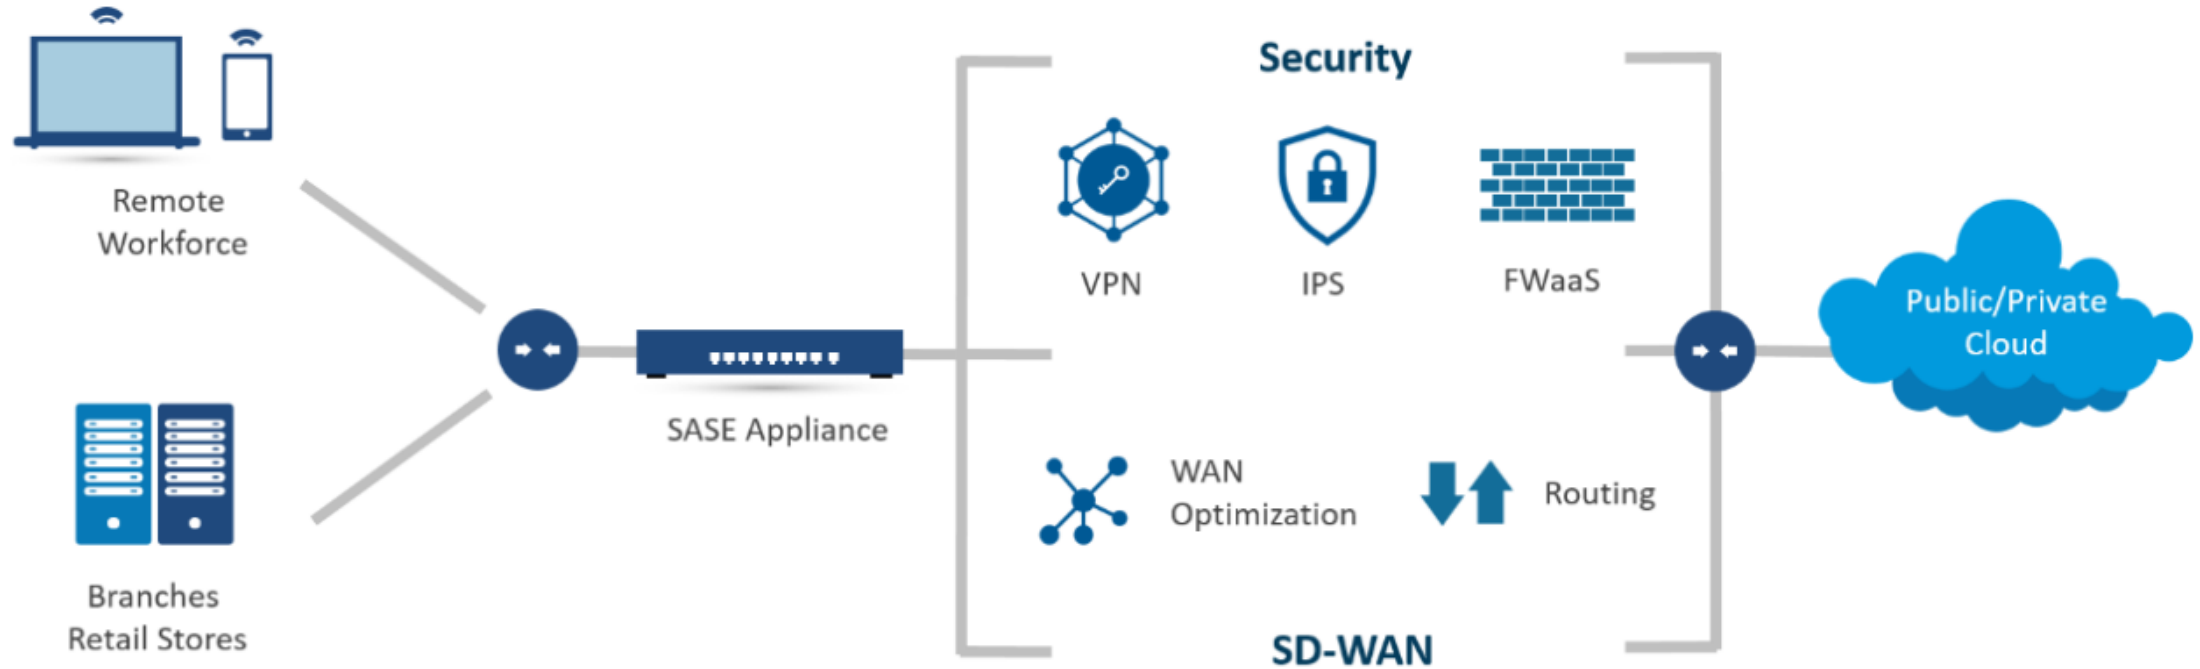 Remote
Workforce
Branches
Retail Stores
SASE Appliance
Security
VPN
IPS
FWaaS
WAN
Optimization
Routing
SD-WAN
Public/Private
Cloud